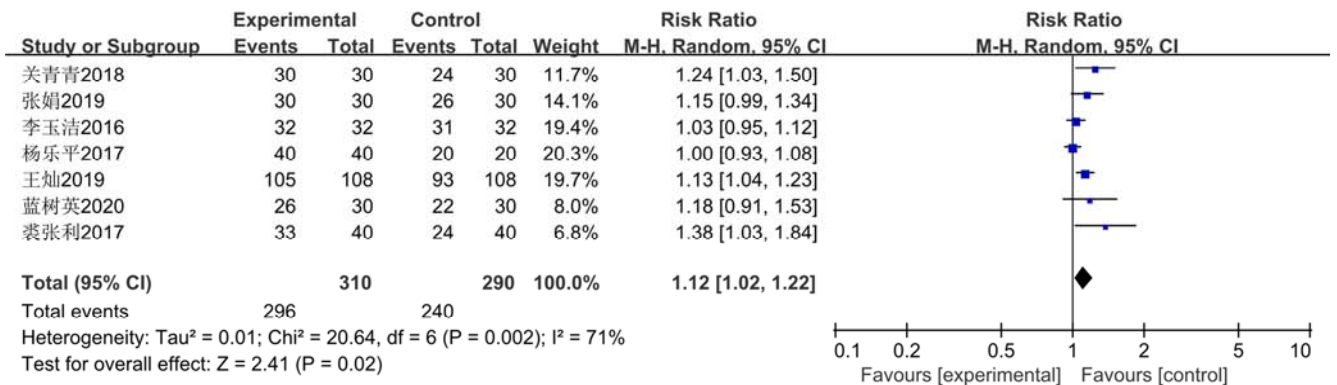 Experimental Control Risk Ratio Risk Ratio
Study or Subgroup Events Total Events Total Weight M-H, Random, 95% CI M-H, Random, 95% CI
关青青2018 30 30 24 30 11.7% 1.24 [1.03, 1.50]
张娟2019 30 30 26 30 14.1% 1.15 [0.99, 1.34]
李玉洁2016 32 32 31 32 19.4% 1.03 [0.95, 1.12]
杨乐平2017 40 40 20 20 20.3% 1.00 [0.93, 1.08]
王灿2019 105 108 93 108 19.7% 1.13 [1.04, 1.23]
蓝树英2020 26 30 22 30 8.0% 1.18 [0.91, 1.53]
裘张利2017 33 40 24 40 6.8% 1.38 [1.03, 1.84]
Total (95% CI) 310 290 100.0% 1.12 [1.02, 1.22]
Total events 296 240
Heterogeneity: Tau² = 0.01; Chi² = 20.64, df = 6 (P = 0.002); I² = 71%
Test for overall effect: Z = 2.41 (P = 0.02)
0.1 0.2 0.5 1 2 5 10
Favours [experimental] Favours [control]